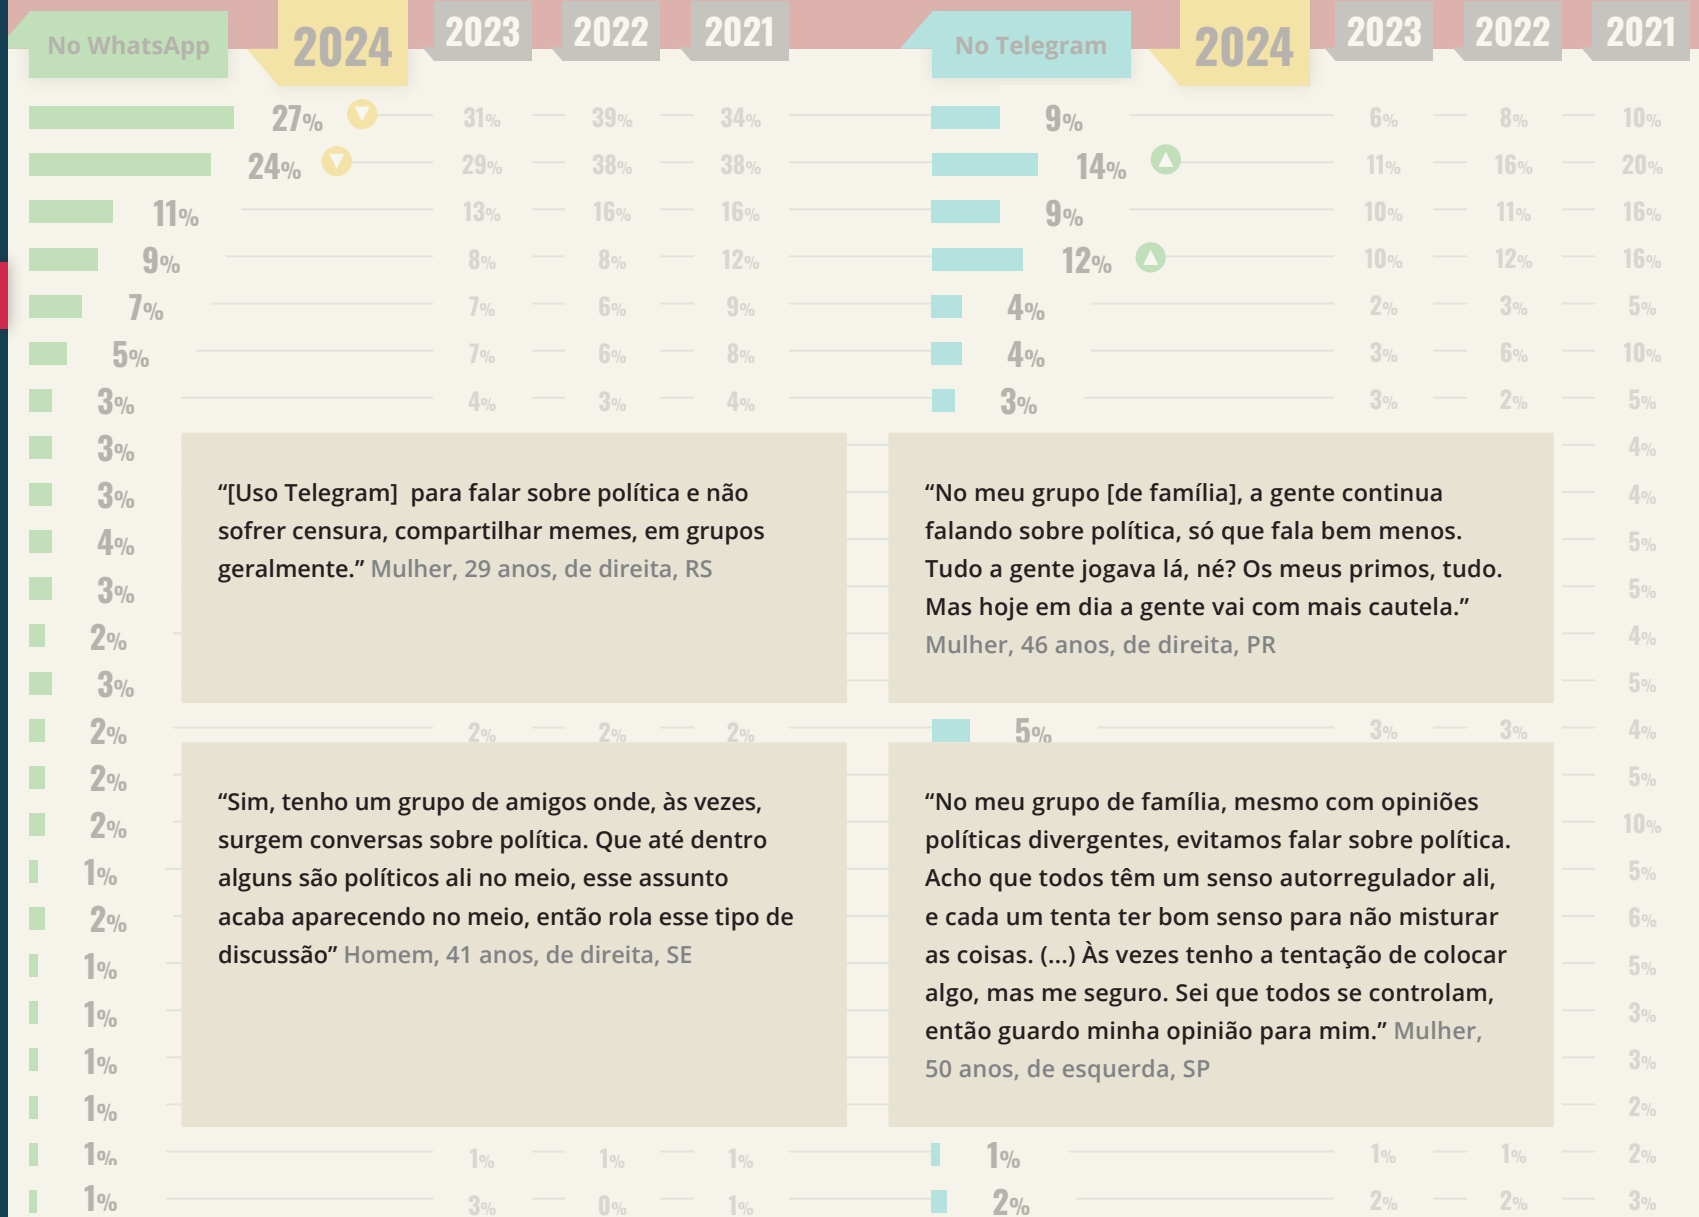 No WhatsApp 2024 2023 2022 2021 No Telegram 2024 2023 2022 2021
27% 31% 39% 34% 9% 6% 8% 10%
24% 29% 38% 38% 14% 11% 16% 20%
11% 13% 16% 16% 9% 10% 11% 16%
9% 8% 8% 12% 12% 10% 12% 16%
7% 7% 6% 9% 4% 2% 3% 5%
5% 7% 6% 8% 4% 3% 6% 10%
3% 4% 3% 4% 3% 3% 2% 5%
3% 4%
3% 4%
4% 5%
3% 5%
2% 4%
3% 5%
“[Uso Telegram] para falar sobre política e não
sofrer censura, compartilhar memes, em grupos
geralmente.” Mulher, 29 anos, de direita, RS
“No meu grupo [de família], a gente continua
falando sobre política, só que fala bem menos.
Tudo a gente jogava lá, né? Os meus primos, tudo.
Mas hoje em dia a gente vai com mais cautela.”
Mulher, 46 anos, de direita, PR
2% 2% 2% 2% 5% 3% 3% 4%
2% 5%
2% 10%
1% 5%
2% 6%
1% 5%
1% 3%
1% 3%
1% 2%
“Sim, tenho um grupo de amigos onde, às vezes,
surgem conversas sobre política. Que até dentro
alguns são políticos ali no meio, esse assunto
acaba aparecendo no meio, então rola esse tipo de
discussão” Homem, 41 anos, de direita, SE
“No meu grupo de família, mesmo com opiniões
políticas divergentes, evitamos falar sobre política.
Acho que todos têm um senso autorregulador ali,
e cada um tenta ter bom senso para não misturar
as coisas. (...) Às vezes tenho a tentação de colocar
algo, mas me seguro. Sei que todos se controlam,
então guardo minha opinião para mim.” Mulher,
50 anos, de esquerda, SP
1% 1% 1% 1% 1% 1% 1% 2%
1% 3% 0% 1% 2% 2% 2% 3%